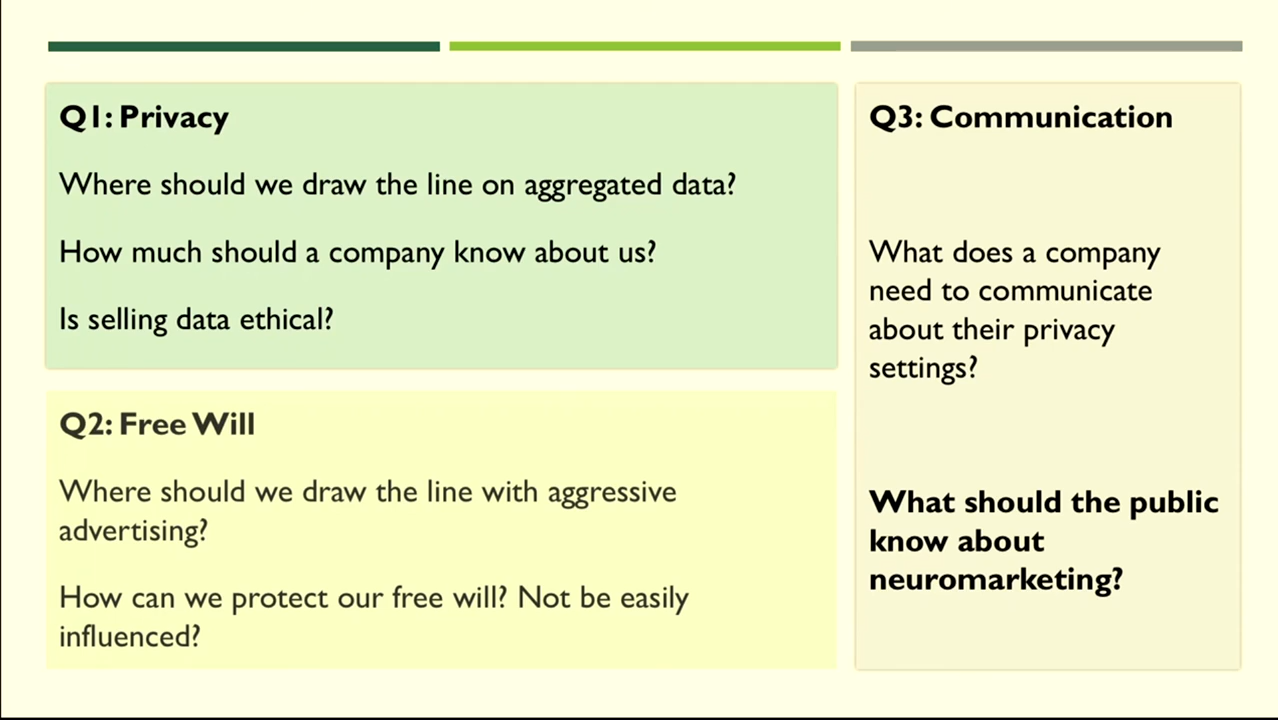 Q1: Privacy
Where should we draw the line on aggregated data?
How much should a company know about us?
Is selling data ethical?
Q2: Free Will
Where should we draw the line with aggressive
advertising?
How can we protect our free will? Not be easily
influenced?
Q3: Communication
What does a company
need to communicate
about their privacy
settings?
What should the public
know about
neuromarketing?